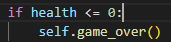 if health <= 0:
    self.game_over()